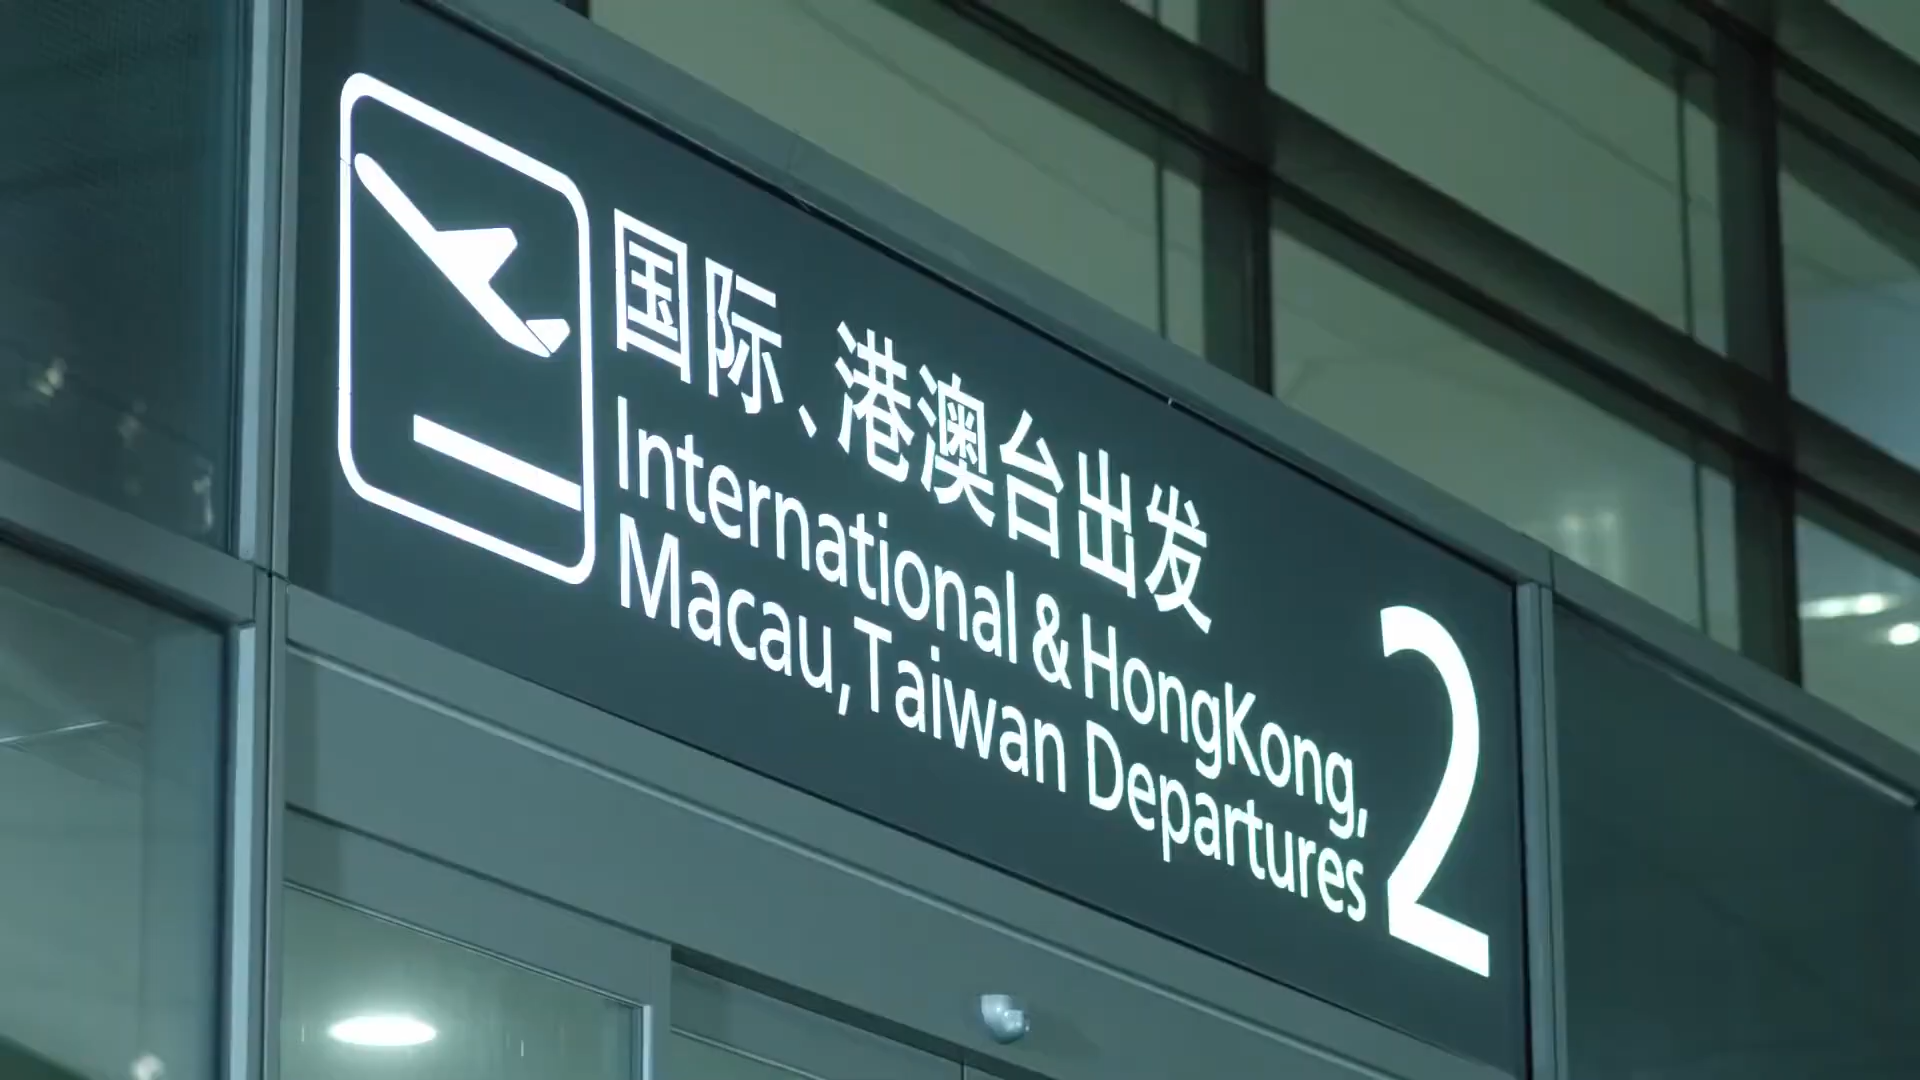 国际、港澳台出发
International & HongKong,
Macau,Taiwan Departures
2